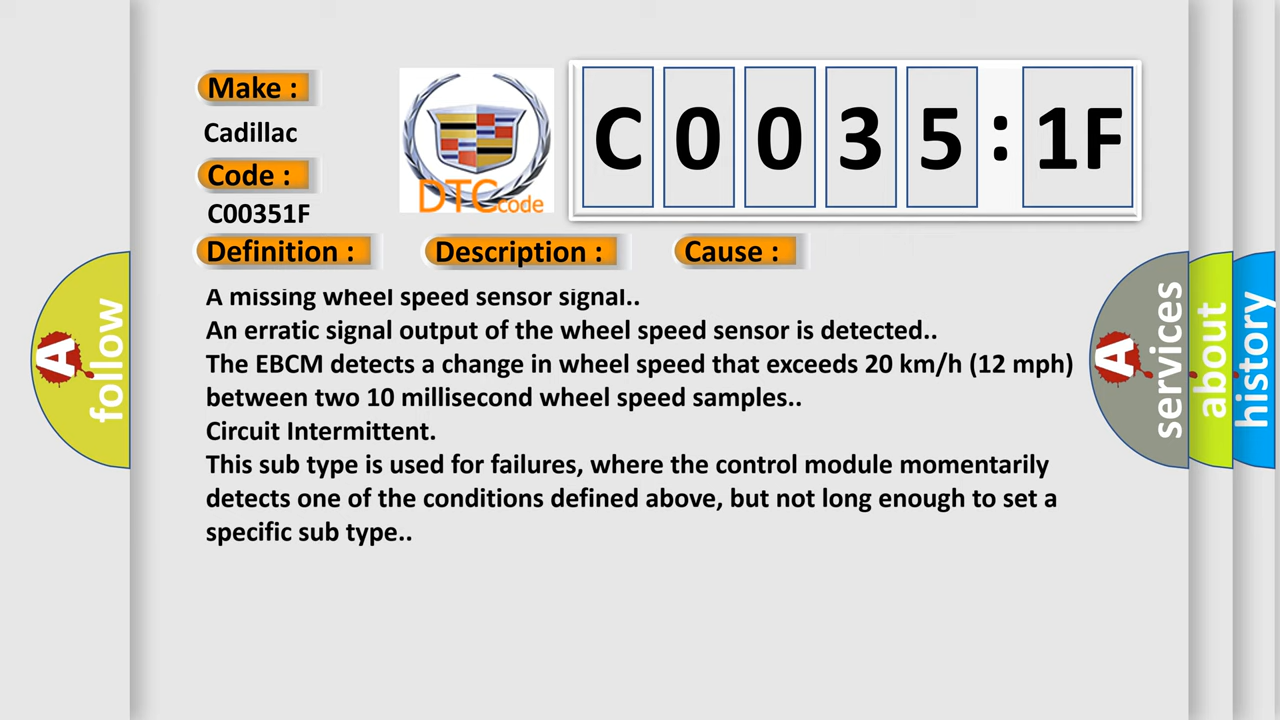 Make :
Cadillac
Code :
C00351F
DTC code
C0035:1F
Definition :
Description :
Cause :
A missing wheel speed sensor signal..
An erratic signal output of the wheel speed sensor is detected..
The EBCM detects a change in wheel speed that exceeds 20 km/h (12 mph)
between two 10 millisecond wheel speed samples..
Circuit Intermittent.
This sub type is used for failures, where the control module momentarily
detects one of the conditions defined above, but not long enough to set a
specific sub type..
A
follow
A
services
about
history